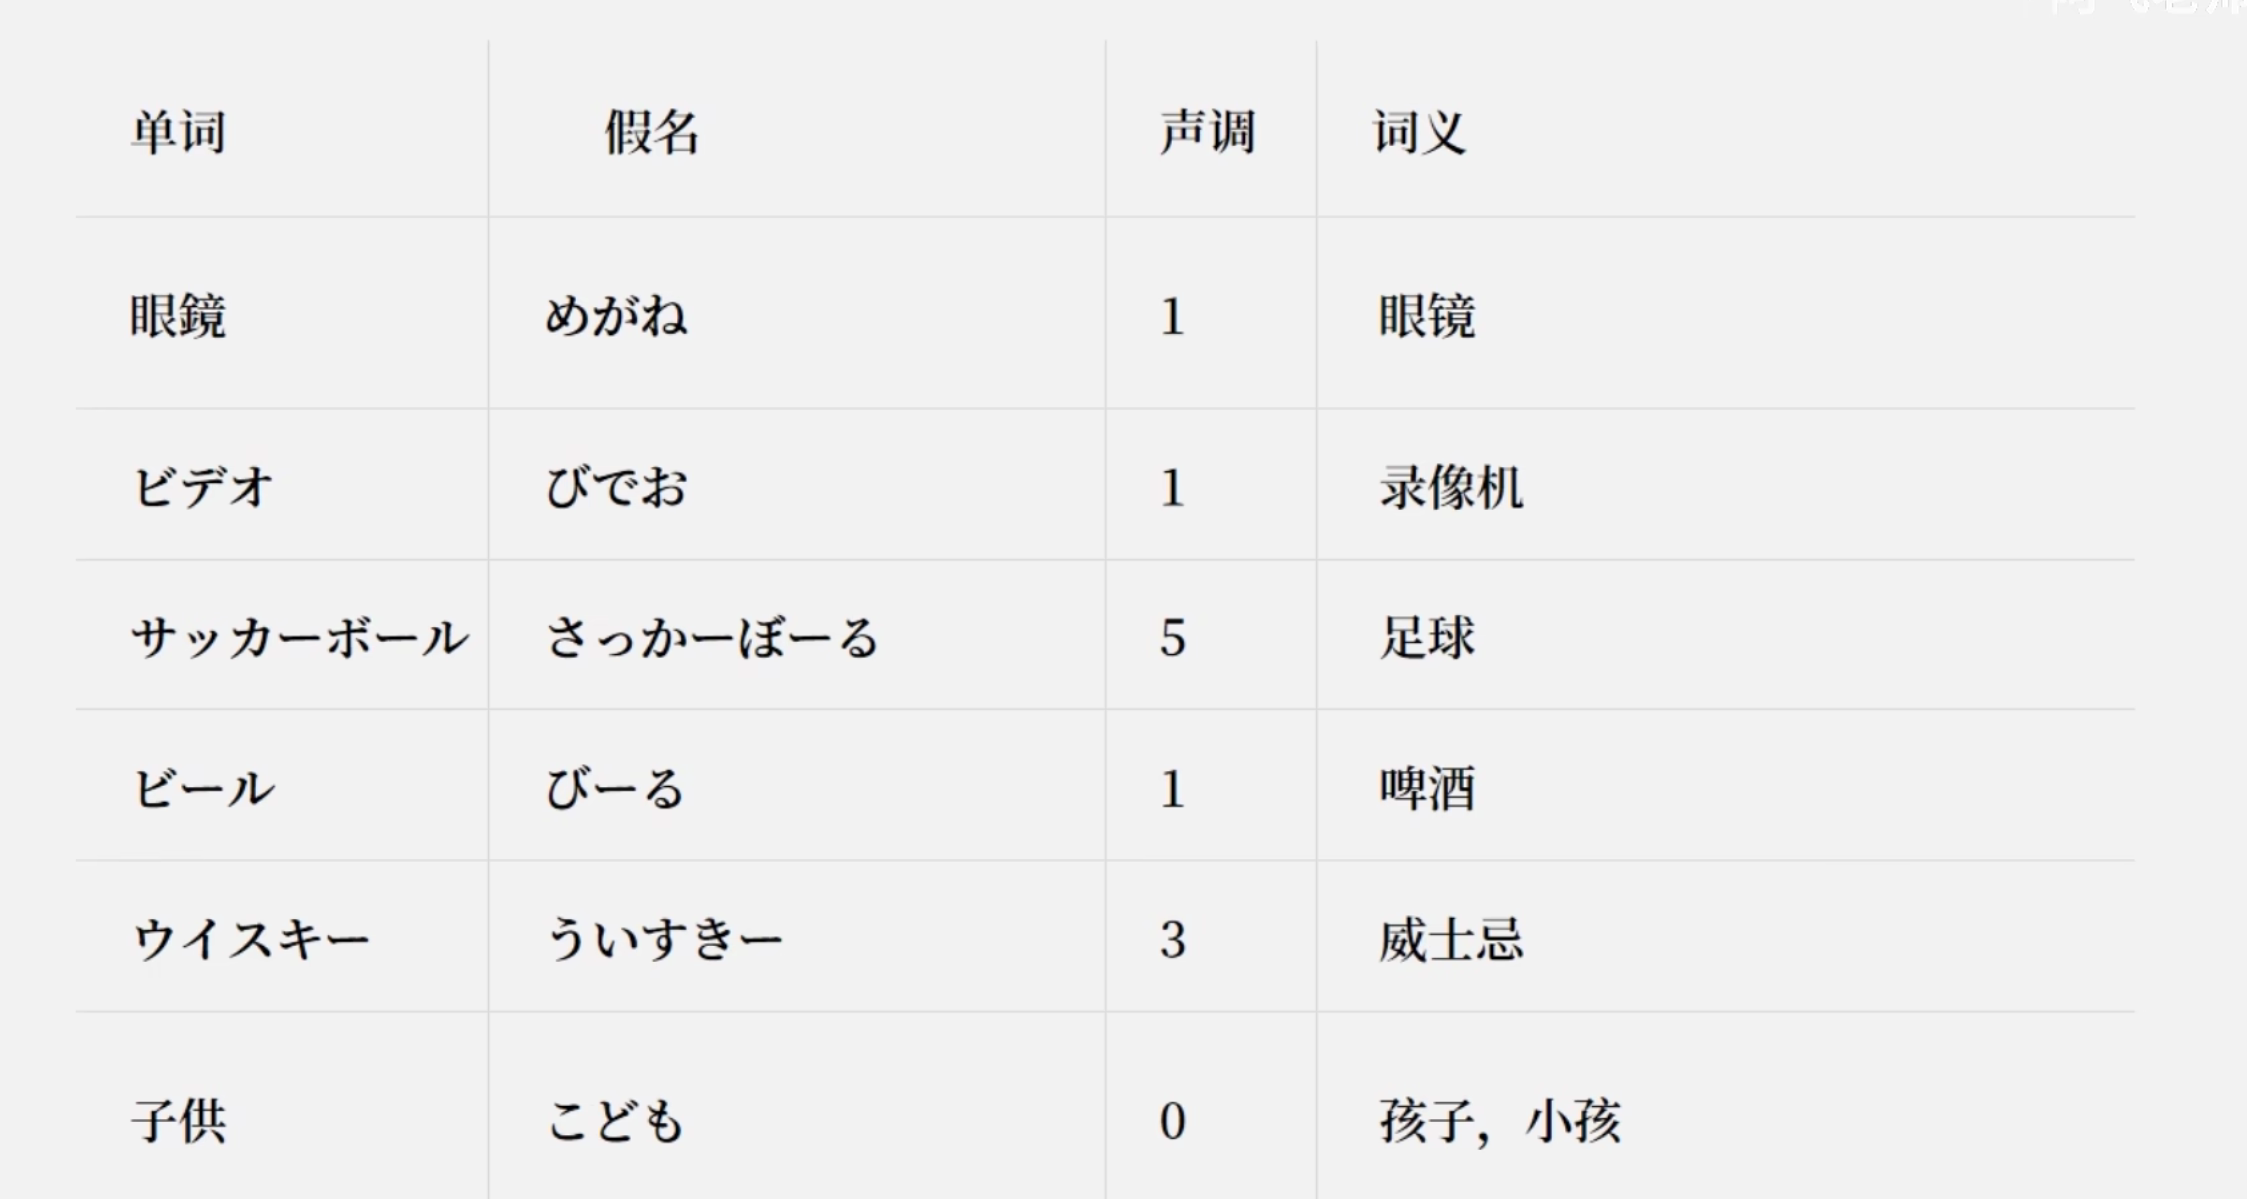 单词 假名 声调 词义
眼鏡 めがね 1 眼镜
ビデオ びでお 1 录像机
サッカーボール さっかーぼーる 5 足球
ビール びーる 1 啤酒
ウイスキー ういすきー 3 威士忌
子供 こども 0 孩子，小孩